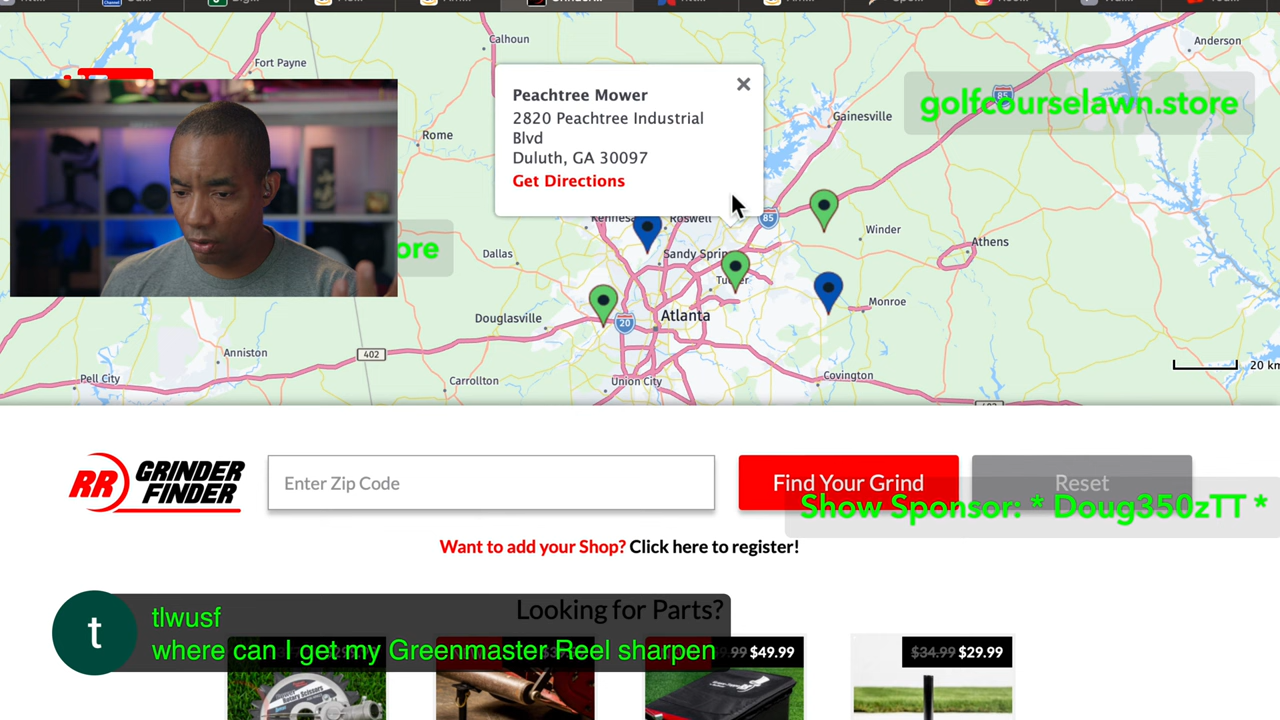 Calhoun
Anderson
Fort Payne
Peachtree Mower
2820 Peachtree Industrial
Blvd
Duluth, GA 30097
Get Directions
85
golfcourselawn.store
Gainesville
Rome
Roswell
85
Winder
ore
Dallas
Sandy Sprin
Athens
Monroe
Douglasville
20
Atlanta
402
Anniston
Pell City
Carrollton
Union City
Covington
20 km
RR GRINDER
FINDER
Enter Zip Code
Find Your Grind
Reset
Show Sponsor: * Doug350zTT *
Want to add your Shop? Click here to register!
Looking for Parts?
t
tlwusf
where can I get my Greenmaster Reel sharpen
$49.99
$34.99 $29.99